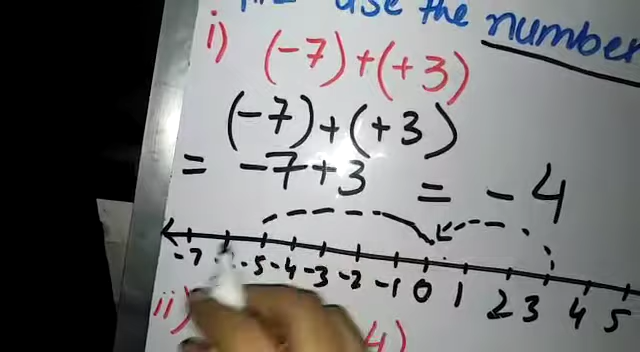 use the number
i) (-7)+(+3)
(-7)+(+3)
= -7+3 = -4
-7 -5 -4 -3 -2 -1 0 1 2 3 4 5
ii) 4)